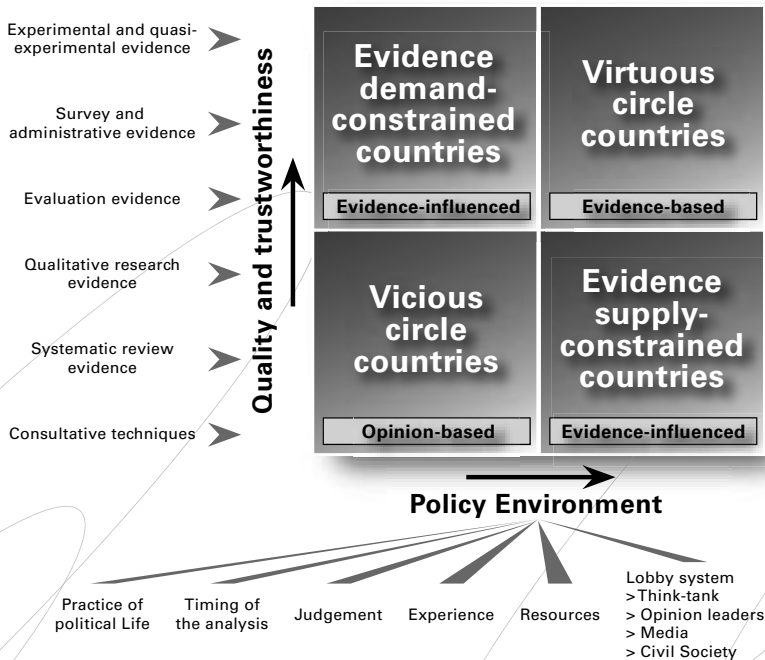 Experimental and quasi-
experimental evidence
Survey and
administrative evidence
Evaluation evidence
Qualitative research
evidence
Systematic review
evidence
Consultative techniques
Quality and trustworthiness
Evidence
demand-
constrained
countries
Evidence-influenced
Virtuous
circle
countries
Evidence-based
Vicious
circle
countries
Opinion-based
Evidence
supply-
constrained
countries
Evidence-influenced
Policy Environment
Practice of
political Life
Timing of
the analysis
Judgement
Experience
Resources
Lobby system
>Think-tank
> Opinion leaders
> Media
> Civil Society